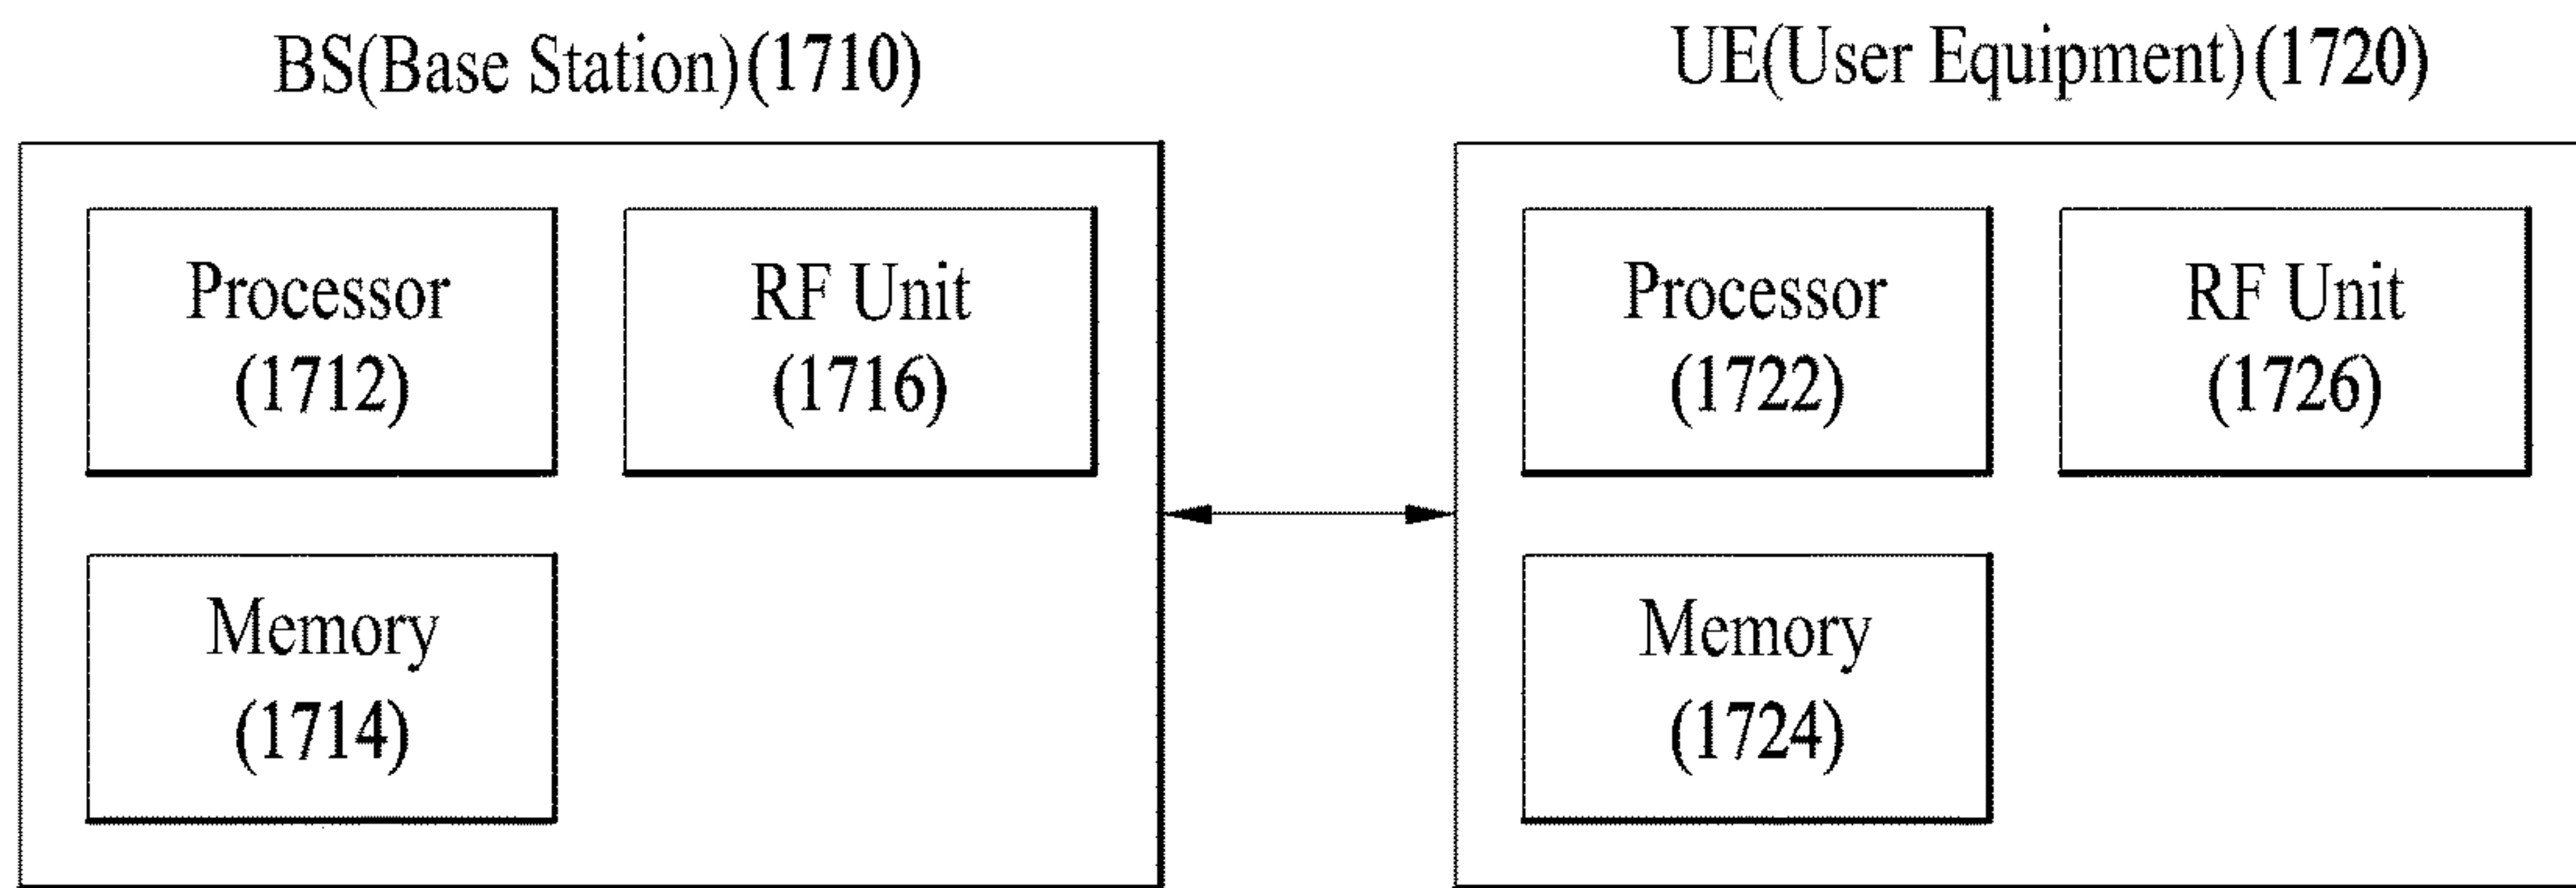 BS(Base Station)(1710)
Processor
(1712)
RF Unit
(1716)
Memory
(1714)
UE(User Equipment)(1720)
Processor
(1722)
RF Unit
(1726)
Memory
(1724)